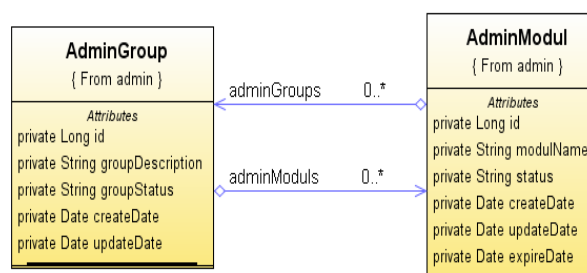 AdminGroup
{ From admin }
Attributes
private Long id
private String groupDescription
private String groupStatus
private Date createDate
private Date updateDate
adminGroups 0..*
adminModuls 0..*
AdminModul
{ From admin }
Attributes
private Long id
private String modulName
private String status
private Date createDate
private Date updateDate
private Date expireDate